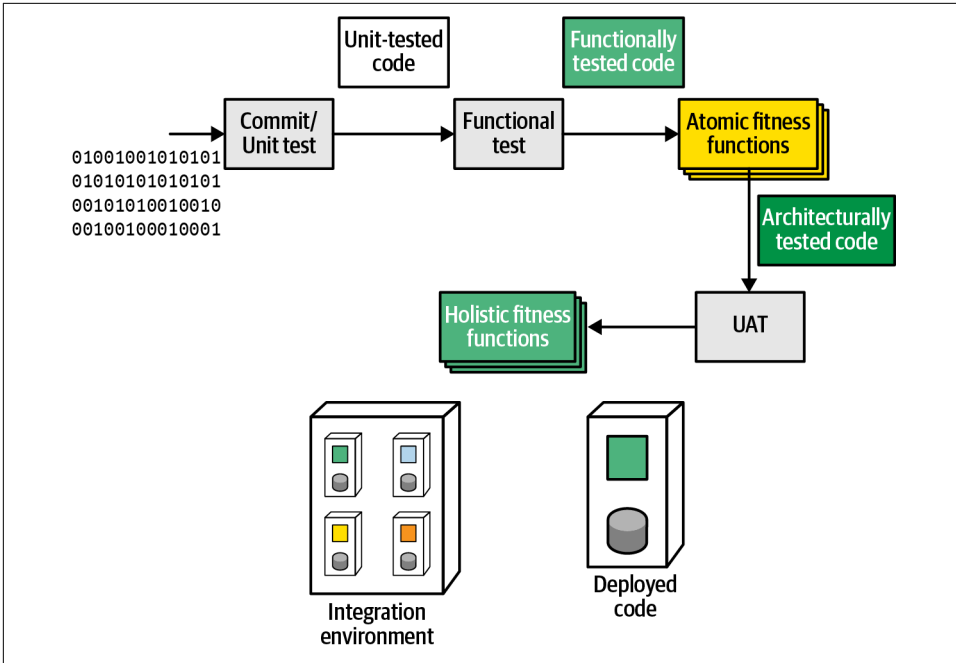 Unit-tested
code
Functionally
tested code
Commit/
Unit test
Functional
test
Atomic fitness
functions
01001001010101
01010101010101
00101010010010
00100100010001
Architecturally
tested code
Holistic fitness
functions
UAT
Integration
environment
Deployed
code